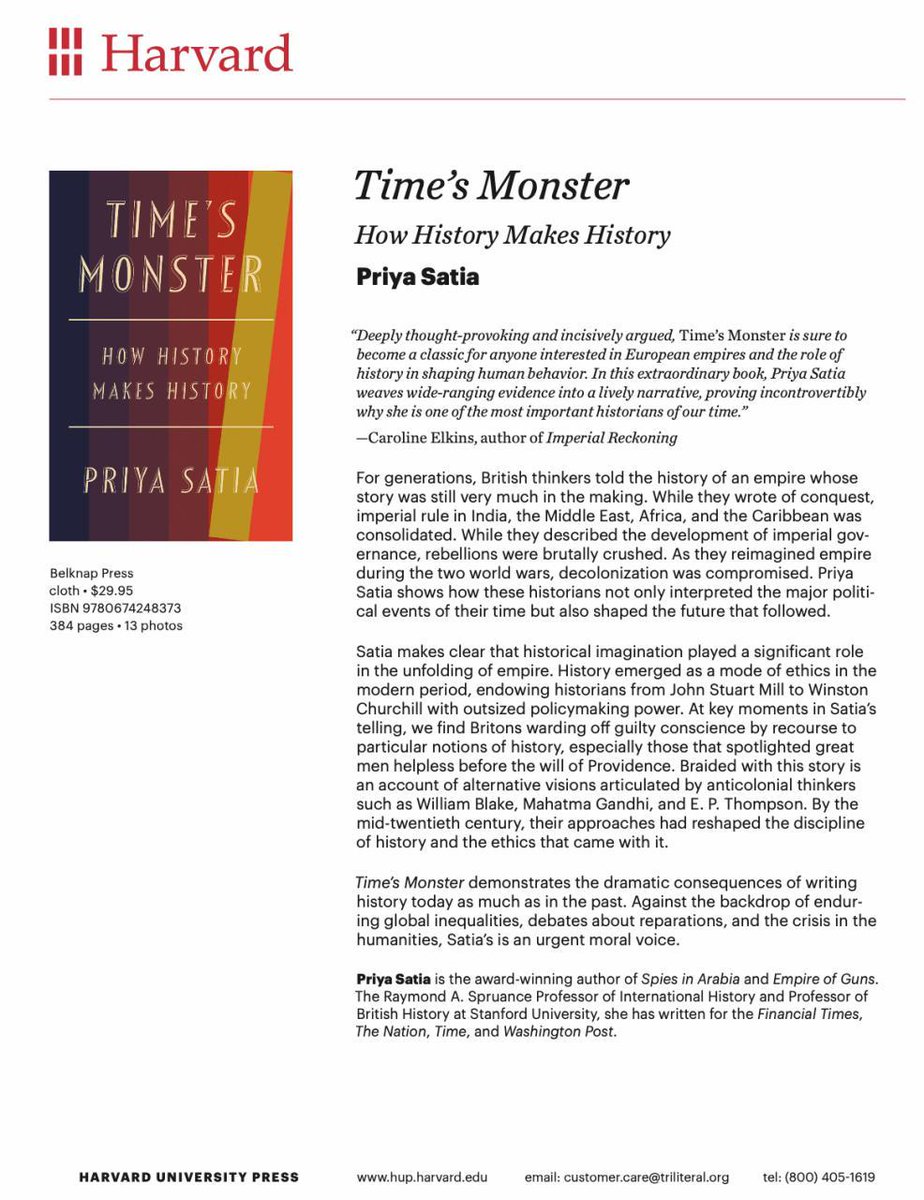 Harvard
TIME'S
MONSTER
HOW HISTORY
MAKES HISTORY
PRIYA SATIA
Belknap Press
cloth • $29.95
ISBN 9780674248373
384 pages • 13 photos
Time's Monster
How History Makes History
Priya Satia
“Deeply thought-provoking and incisively argued, Time's Monster is sure to
become a classic for anyone interested in European empires and the role of
history in shaping human behavior. In this extraordinary book, Priya Satia
weaves wide-ranging evidence into a lively narrative, proving incontrovertibly
why she is one of the most important historians of our time.”
—Caroline Elkins, author of Imperial Reckoning
For generations, British thinkers told the history of an empire whose
story was still very much in the making. While they wrote of conquest,
imperial rule in India, the Middle East, Africa, and the Caribbean was
consolidated. While they described the development of imperial gov-
ernance, rebellions were brutally crushed. As they reimagined empire
during the two world wars, decolonization was compromised. Priya
Satia shows how these historians not only interpreted the major politi-
cal events of their time but also shaped the future that followed.
Satia makes clear that historical imagination played a significant role
in the unfolding of empire. History emerged as a mode of ethics in the
modern period, endowing historians from John Stuart Mill to Winston
Churchill with outsized policymaking power. At key moments in Satia's
telling, we find Britons warding off guilty conscience by recourse to
particular notions of history, especially those that spotlighted great
men helpless before the will of Providence. Braided with this story is
an account of alternative visions articulated by anticolonial thinkers
such as William Blake, Mahatma Gandhi, and E. P. Thompson. By the
mid-twentieth century, their approaches had reshaped the discipline
of history and the ethics that came with it.
Time's Monster demonstrates the dramatic consequences of writing
history today as much as in the past. Against the backdrop of endur-
ing global inequalities, debates about reparations, and the crisis in the
humanities, Satia's is an urgent moral voice.
Priya Satia is the award-winning author of Spies in Arabia and Empire of Guns.
The Raymond A. Spruance Professor of International History and Professor of
British History at Stanford University, she has written for the Financial Times,
The Nation, Time, and Washington Post.
HARVARD UNIVERSITY PRESS www.hup.harvard.edu email: customer.care@triliteral.org tel: (800) 405-1619